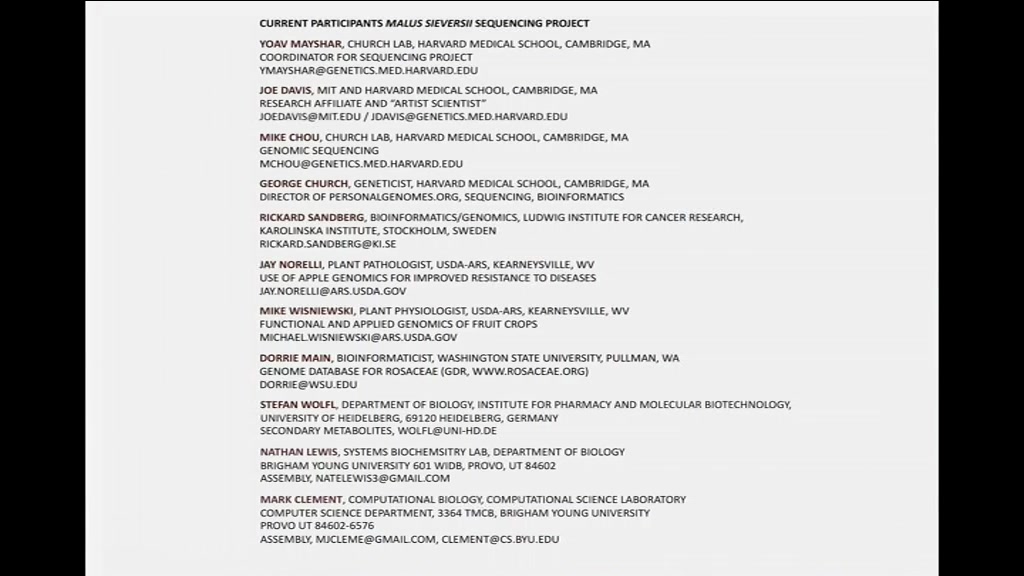 CURRENT PARTICIPANTS MALUS SIEVERSII SEQUENCING PROJECT
YOAV MAYSHAR, CHURCH LAB, HARVARD MEDICAL SCHOOL, CAMBRIDGE, MA
COORDINATOR FOR SEQUENCING PROJECT
YMAYSHAR@GENETICS.MED.HARVARD.EDU
JOE DAVIS, MIT AND HARVARD MEDICAL SCHOOL, CAMBRIDGE, MA
RESEARCH AFFILIATE AND "ARTIST SCIENTIST"
JOEDAVIS@MIT.EDU / JDAVIS@GENETICS.MED.HARVARD.EDU
MIKE CHOU, CHURCH LAB, HARVARD MEDICAL SCHOOL, CAMBRIDGE, MA
GENOMIC SEQUENCING
MCHOU@GENETICS.MED.HARVARD.EDU
GEORGE CHURCH, GENETICIST, HARVARD MEDICAL SCHOOL, CAMBRIDGE, MA
DIRECTOR OF PERSONALGENOMES.ORG, SEQUENCING, BIOINFORMATICS
RICKARD SANDBERG, BIOINFORMATICS/GENOMICS, LUDWIG INSTITUTE FOR CANCER RESEARCH,
KAROLINSKA INSTITUTE, STOCKHOLM, SWEDEN
RICKARD.SANDBERG@KI.SE
JAY NORELLI, PLANT PATHOLOGIST, USDA-ARS, KEARNEYSVILLE, WV
USE OF APPLE GENOMICS FOR IMPROVED RESISTANCE TO DISEASES
JAY.NORELLI@ARS.USDA.GOV
MIKE WISNIEWSKI, PLANT PHYSIOLOGIST, USDA-ARS, KEARNEYSVILLE, WV
FUNCTIONAL AND APPLIED GENOMICS OF FRUIT CROPS
MICHAEL.WISNIEWSKI@ARS.USDA.GOV
DORRIE MAIN, BIOINFORMATICIST, WASHINGTON STATE UNIVERSITY, PULLMAN, WA
GENOME DATABASE FOR ROSACEAE (GDR, WWW.ROSACEAE.ORG)
DORRIE@WSU.EDU
STEFAN WOLFL, DEPARTMENT OF BIOLOGY, INSTITUTE FOR PHARMACY AND MOLECULAR BIOTECHNOLOGY,
UNIVERSITY OF HEIDELBERG, 69120 HEIDELBERG, GERMANY
SECONDARY METABOLITES, WOLFL@UNI-HD.DE
NATHAN LEWIS, SYSTEMS BIOCHEMSITRY LAB, DEPARTMENT OF BIOLOGY
BRIGHAM YOUNG UNIVERSITY 601 WIDB, PROVO, UT 84602
ASSEMBLY, NATELEWIS3@GMAIL.COM
MARK CLEMENT, COMPUTATIONAL BIOLOGY, COMPUTATIONAL SCIENCE LABORATORY
COMPUTER SCIENCE DEPARTMENT, 3364 TMCB, BRIGHAM YOUNG UNIVERSITY
PROVO UT 84602-6576
ASSEMBLY, MJCLEME@GMAIL.COM, CLEMENT@CS.BYU.EDU